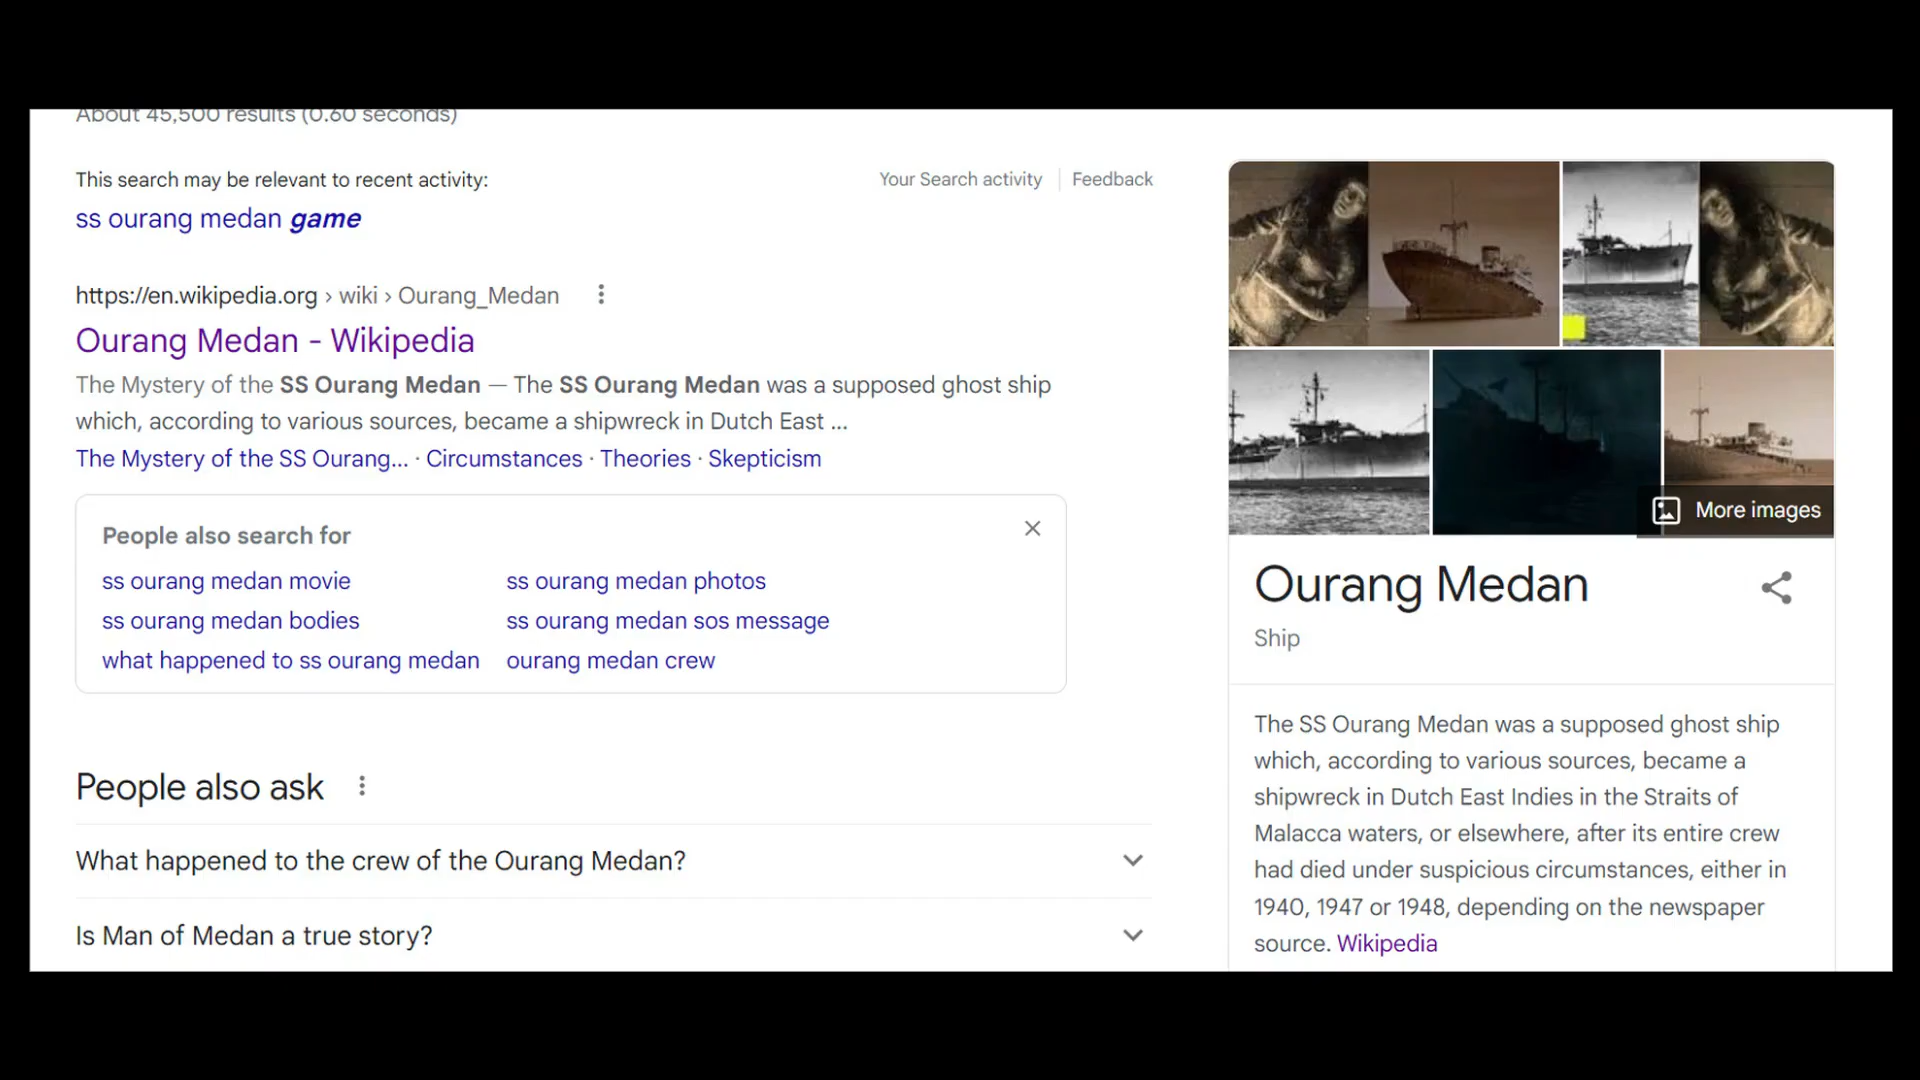 About 45,500 results (0.60 seconds)
This search may be relevant to recent activity:
Your Search activity
Feedback
ss ourang medan game
https://en.wikipedia.org › wiki › Ourang_Medan
Ourang Medan - Wikipedia
The Mystery of the SS Ourang Medan — The SS Ourang Medan was a supposed ghost ship
which, according to various sources, became a shipwreck in Dutch East ...
The Mystery of the SS Ourang... · Circumstances · Theories · Skepticism
People also search for
ss ourang medan movie
ss ourang medan photos
ss ourang medan bodies
ss ourang medan sos message
what happened to ss ourang medan
ourang medan crew
People also ask
What happened to the crew of the Ourang Medan?
Is Man of Medan a true story?
More images
Ourang Medan
Ship
The SS Ourang Medan was a supposed ghost ship
which, according to various sources, became a
shipwreck in Dutch East Indies in the Straits of
Malacca waters, or elsewhere, after its entire crew
had died under suspicious circumstances, either in
1940, 1947 or 1948, depending on the newspaper
source. Wikipedia